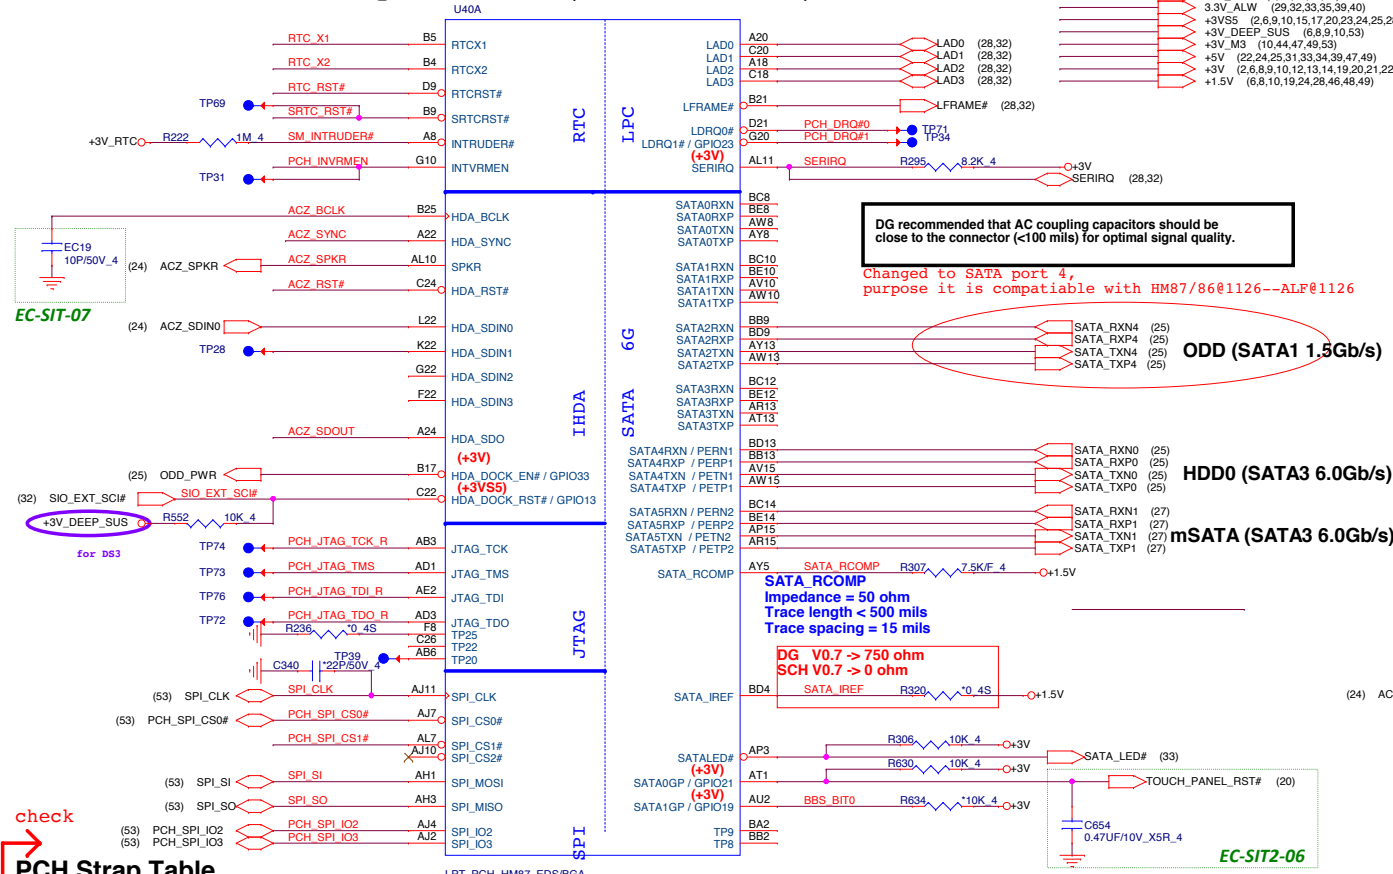 U40A
3.3V_ALW (29,32,33,35,39,40)
+3VS5 (2,6,9,10,15,17,20,23,24,25,28
+3V_DEEP_SUS (6,8,9,10,53)
+3V_M3 (10,44,47,49,53)
+5V (22,24,25,31,33,34,39,47,49)
+3V (2,6,8,9,10,12,13,14,19,20,21,22
+1.5V (6,8,10,19,24,28,46,48,49)
RTC_X1 B5 RTCX1
RTC_X2 B4 RTCX2
RTC_RST# D9 RTCRST#
TP69 SRTC_RST# B9 SRTCRST#
+3V_RTC R222 1M_4 SM_INTRUDER# A8 INTRUDER#
PCH_INVRMEN G10 INTVRMEN
TP31
RTC
LPC
LAD0 A20 LAD0 (28,32)
LAD1 C20 LAD1 (28,32)
LAD2 A18 LAD2 (28,32)
LAD3 C18 LAD3 (28,32)
LFRAME# B21 LFRAME# (28,32)
LDRQ0# D21 PCH_DRQ#0 TP71
LDRQ1# / GPIO23 G20 PCH_DRQ#1 TP34
(+3V)
SERIRQ AL11 SERIRQ R295 8.2K_4 +3V
SERIRQ (28,32)
ACZ_BCLK B25 HDA_BCLK
EC19
10P/50V_4
EC-SIT-07
ACZ_SYNC A22 HDA_SYNC
(24) ACZ_SPKR ACZ_SPKR AL10 SPKR
ACZ_RST# C24 HDA_RST#
(24) ACZ_SDIN0 L22 HDA_SDIN0
TP28 K22 HDA_SDIN1
G22 HDA_SDIN2
F22 HDA_SDIN3
ACZ_SDOUT A24 HDA_SDO
(+3V)
(25) ODD_PWR B17 HDA_DOCK_EN# / GPIO33
(+3VS5)
(32) SIO_EXT_SCI# SIO_EXT_SCI# C22 HDA_DOCK_RST# / GPIO13
+3V_DEEP_SUS R552 10K_4
for DS3
IHDA
SATA 6G
SATA0RXN BC8
SATA0RXP BE8
SATA0TXN AW8
SATA0TXP AY8
SATA1RXN BC10
SATA1RXP BE10
SATA1TXN AV10
SATA1TXP AW10
DG recommended that AC coupling capacitors should be
close to the connector (<100 mils) for optimal signal quality.
Changed to SATA port 4,
purpose it is compatiable with HM87/86@1126--ALF@1126
SATA2RXN BB9 SATA_RXN4 (25)
SATA2RXP BD9 SATA_RXP4 (25)
SATA2TXN AY13 SATA_TXN4 (25)
SATA2TXP AW13 SATA_TXP4 (25)
ODD (SATA1 1.5Gb/s)
SATA3RXN BC12
SATA3RXP BE12
SATA3TXN AR13
SATA3TXP AT13
SATA4RXN / PERN1 BD13 SATA_RXN0 (25)
SATA4RXP / PERP1 BB13 SATA_RXP0 (25)
SATA4TXN / PETN1 AV15 SATA_TXN0 (25)
SATA4TXP / PETP1 AW15 SATA_TXP0 (25)
HDD0 (SATA3 6.0Gb/s)
SATA5RXN / PERN2 BC14 SATA_RXN1 (27)
SATA5RXP / PERP2 BE14 SATA_RXP1 (27)
SATA5TXN / PETN2 AP15 SATA_TXN1 (27)
SATA5TXP / PETP2 AR15 SATA_TXP1 (27)
mSATA (SATA3 6.0Gb/s)
SATA_RCOMP AY5 SATA_RCOMP R307 7.5K/F_4 +1.5V
SATA_RCOMP
Impedance = 50 ohm
Trace length < 500 mils
Trace spacing = 15 mils
DG V0.7 -> 750 ohm
SCH V0.7 -> 0 ohm
SATA_IREF BD4 SATA_IREF R320 *0_4S +1.5V
(24) AC
TP74 PCH_JTAG_TCK_R AB3 JTAG_TCK
TP73 PCH_JTAG_TMS AD1 JTAG_TMS
TP76 PCH_JTAG_TDI_R AE2 JTAG_TDI
TP72 PCH_JTAG_TDO_R AD3 JTAG_TDO
R236 *0_4S F8 TP25
C26 TP22
TP39 AB6 TP20
JTAG
C340 *22P/50V_4
(53) SPI_CLK SPI_CLK AJ11 SPI_CLK
(53) PCH_SPI_CS0# PCH_SPI_CS0# AJ7 SPI_CS0#
PCH_SPI_CS1# AL7 SPI_CS1#
AJ10 SPI_CS2#
(53) SPI_SI SPI_SI AH1 SPI_MOSI
(53) SPI_SO SPI_SO AH3 SPI_MISO
(53) PCH_SPI_IO2 PCH_SPI_IO2 AJ4 SPI_IO2
(53) PCH_SPI_IO3 PCH_SPI_IO3 AJ2 SPI_IO3
SPI
R306 10K_4 +3V
SATALED# AP3 SATA_LED# (33)
(+3V)
R630 10K_4 +3V
SATA0GP / GPIO21 AT1 TOUCH_PANEL_RST# (20)
(+3V)
SATA1GP / GPIO19 AU2 BBS_BIT0 R634 *10K_4 +3V
TP9 BA2
TP8 BB2
C654
0.47UF/10V_X5R_4
EC-SIT2-06
check
PCH Strap Table
LPT_PCH_HM87_EDS/BGA